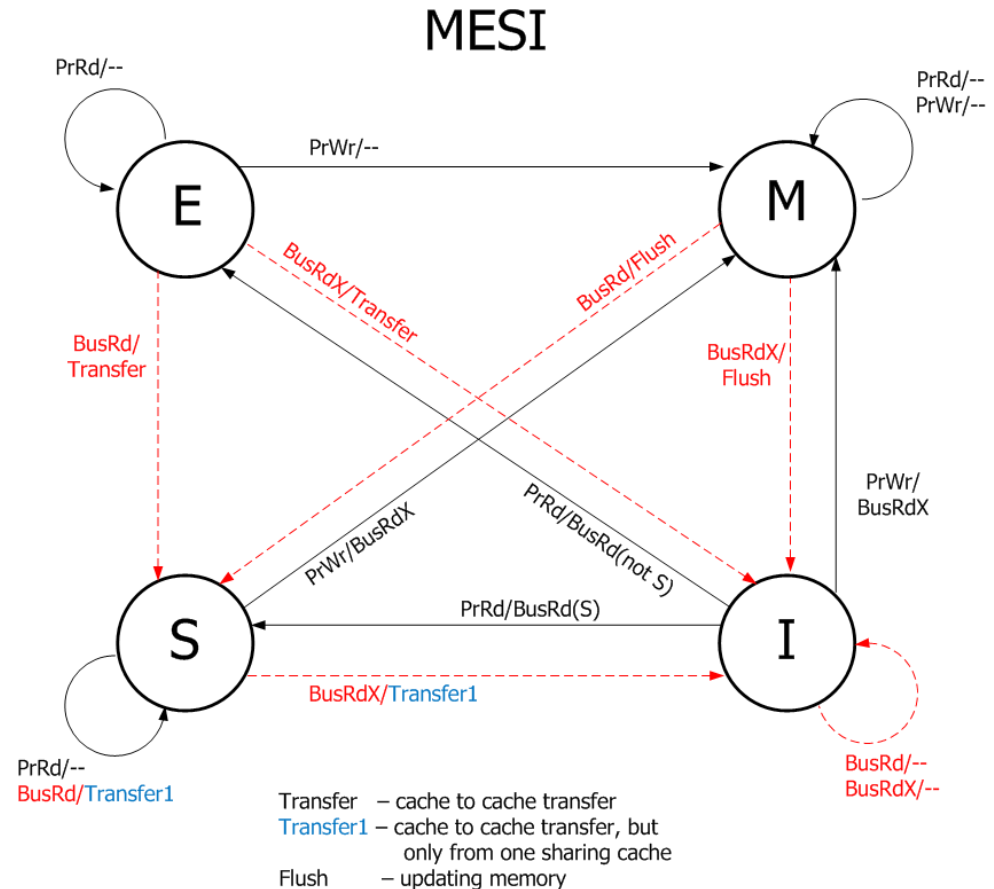 MESI
PrRd/--
PrRd/--
PrWr/--
PrWr/--
E
M
BusRdX/Transfer
BusRd/Flush
BusRd/
Transfer
BusRdX/
Flush
PrWr/
BusRdX
PrWr/BusRdX
PrRd/BusRd(not S)
PrRd/BusRd(S)
S
I
BusRdX/Transfer1
PrRd/--
BusRd/Transfer1
BusRd/--
BusRdX/--
Transfer – cache to cache transfer
Transfer1 – cache to cache transfer, but
only from one sharing cache
Flush – updating memory